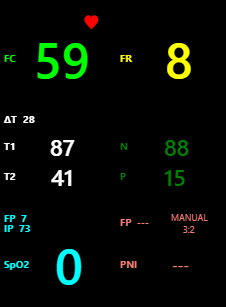 FC 59 FR 8
ΔT 28
T1 87 N 88
T2 41 P 15
FP 7
IP 73
FP ---
MANUAL
3:2
SpO2 0 PNI ---